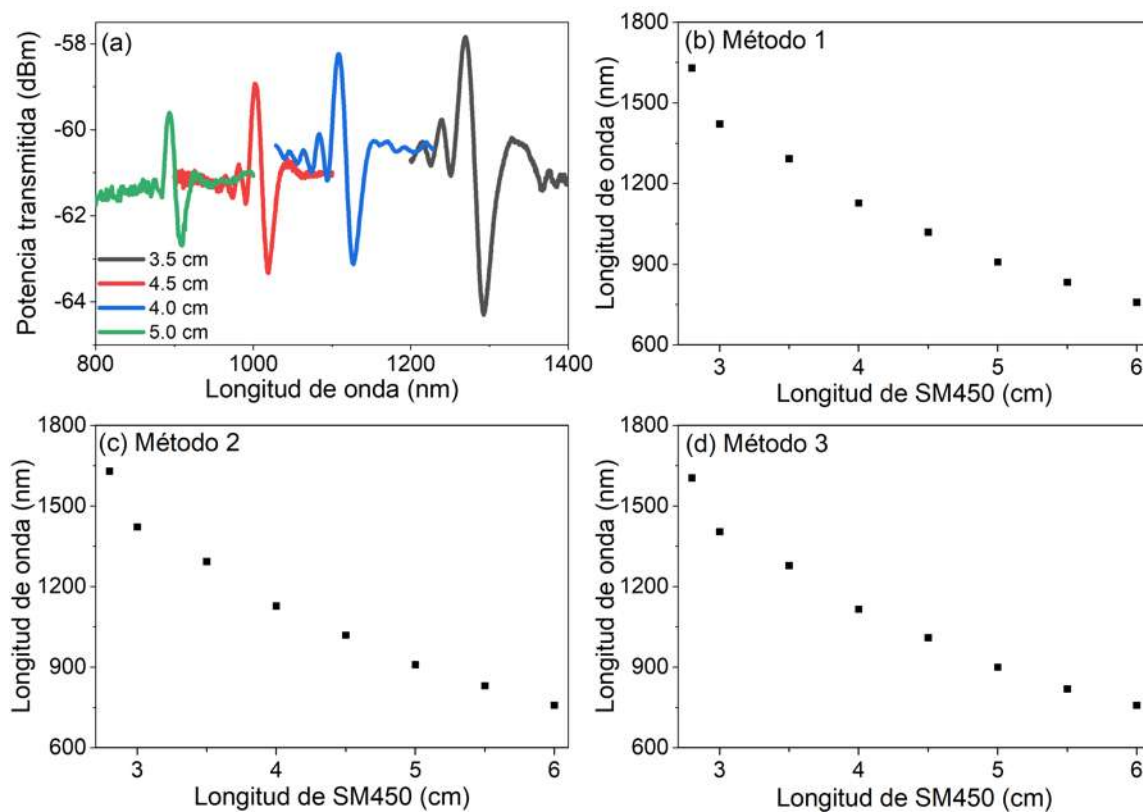 (a)
Potencia transmitida (dBm)
-58
-60
-62
-64
3.5 cm
4.5 cm
4.0 cm
5.0 cm
800 1000 1200 1400
Longitud de onda (nm)
(b) Método 1
Longitud de onda (nm)
1800
1500
1200
900
600
3 4 5 6
Longitud de SM450 (cm)
(c) Método 2
Longitud de onda (nm)
1800
1500
1200
900
600
3 4 5 6
Longitud de SM450 (cm)
(d) Método 3
Longitud de onda (nm)
1800
1500
1200
900
600
3 4 5 6
Longitud de SM450 (cm)